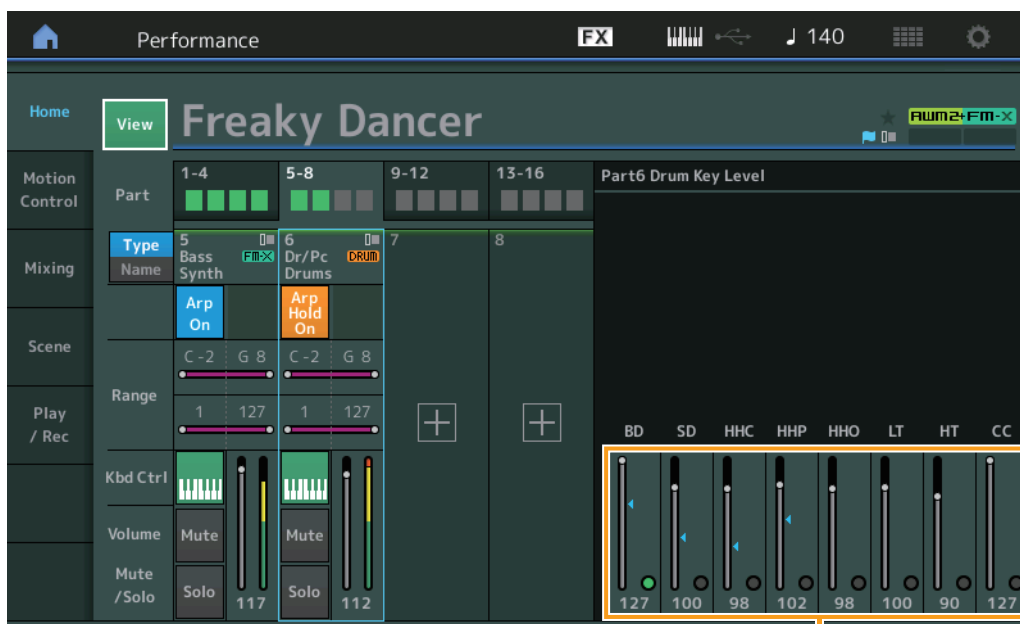 Performance
FX
140
Home
View
Freaky Dancer
AWM2+FM-X
Motion
Control
Part
1-4
5-8
9-12
13-16
Part6 Drum Key Level
Type
Name
5
Bass
FM-X
Synth
6
Dr/Pc
DRUM
Drums
7
8
Mixing
Arp
On
Arp
Hold
On
Scene
Range
C -2
G 8
C -2
G 8
1
127
1
127
Play
/ Rec
BD
SD
HHC
HHP
HHO
LT
HT
CC
Kbd Ctrl
Volume
Mute
Mute
Mute
/Solo
Solo
117
Solo
112
127
100
98
102
98
100
90
127